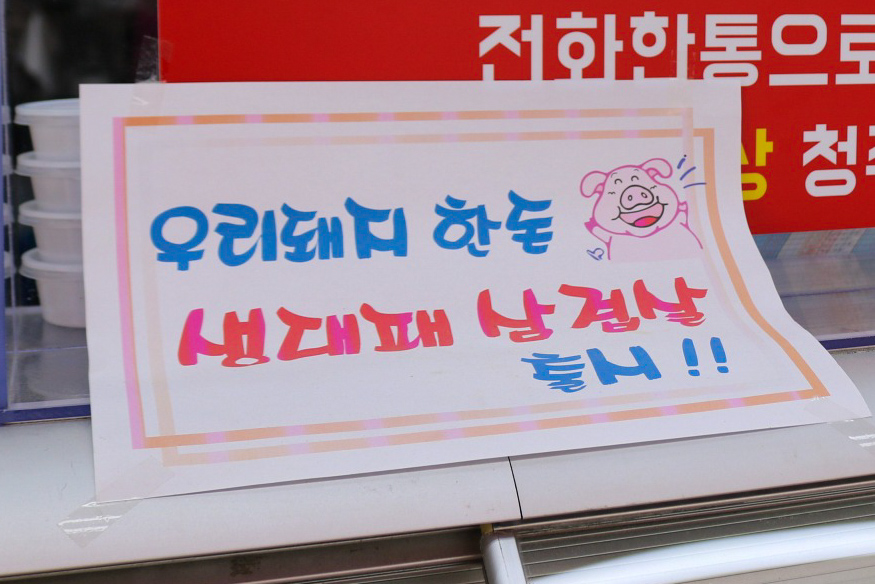 전화한통으로
상 청
우리돼지 한돈
생대패 삼겹살
출시!!